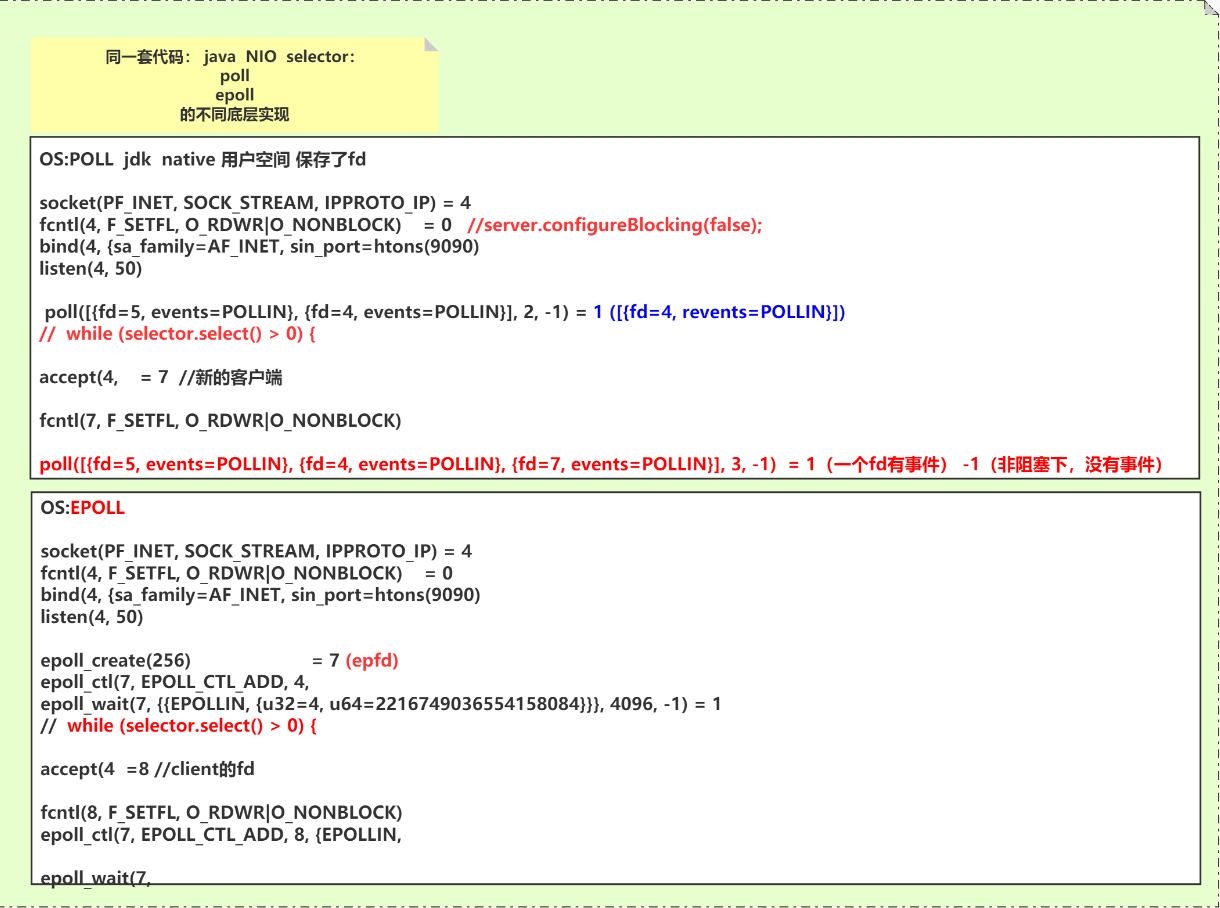 同一套代码： java NIO selector：
poll
epoll
的不同底层实现
OS:POLL jdk native 用户空间 保存了fd
socket(PF_INET, SOCK_STREAM, IPPROTO_IP) = 4
fcntl(4, F_SETFL, O_RDWR|O_NONBLOCK) = 0 //server.configureBlocking(false);
bind(4, {sa_family=AF_INET, sin_port=htons(9090)
listen(4, 50)
poll([{fd=5, events=POLLIN}, {fd=4, events=POLLIN}], 2, -1) = 1 ([{fd=4, revents=POLLIN}])
// while (selector.select() > 0) {
accept(4, = 7 //新的客户端
fcntl(7, F_SETFL, O_RDWR|O_NONBLOCK)
poll([{fd=5, events=POLLIN}, {fd=4, events=POLLIN}, {fd=7, events=POLLIN}], 3, -1) = 1（一个fd有事件） -1（非阻塞下，没有事件）
OS:EPOLL
socket(PF_INET, SOCK_STREAM, IPPROTO_IP) = 4
fcntl(4, F_SETFL, O_RDWR|O_NONBLOCK) = 0
bind(4, {sa_family=AF_INET, sin_port=htons(9090)
listen(4, 50)
epoll_create(256) = 7 (epfd)
epoll_ctl(7, EPOLL_CTL_ADD, 4,
epoll_wait(7, {{EPOLLIN, {u32=4, u64=2216749036554158084}}}, 4096, -1) = 1
// while (selector.select() > 0) {
accept(4 =8 //client的fd
fcntl(8, F_SETFL, O_RDWR|O_NONBLOCK)
epoll_ctl(7, EPOLL_CTL_ADD, 8, {EPOLLIN,
epoll_wait(7,